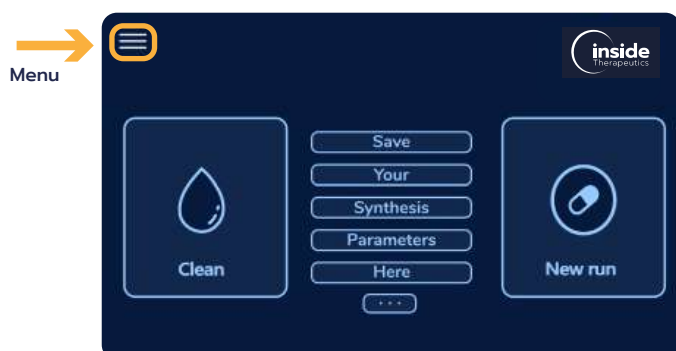 Menu
inside
Therapeutics
Clean
Save
Your
Synthesis
Parameters
Here
...
New run